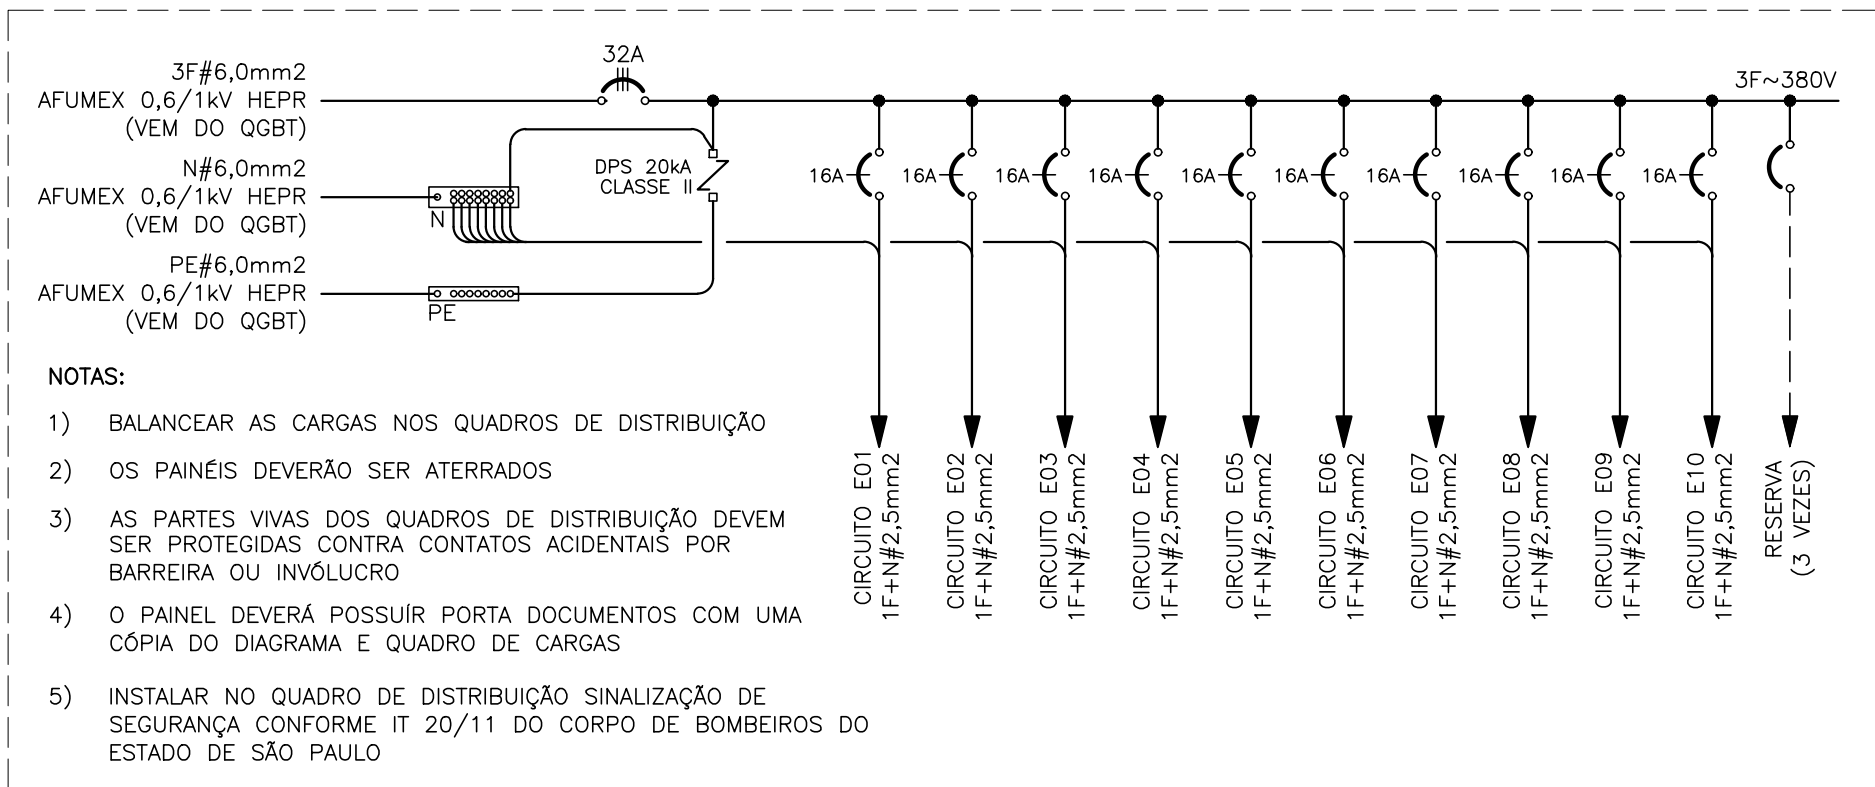 3F#6,0mm2
AFUMEX 0,6/1kV HEPR
(VEM DO QGBT)
N#6,0mm2
AFUMEX 0,6/1kV HEPR
(VEM DO QGBT)
PE#6,0mm2
AFUMEX 0,6/1kV HEPR
(VEM DO QGBT)
32A
N
PE
DPS 20kA
CLASSE II
3F~380V
16A
16A
16A
16A
16A
16A
16A
16A
16A
16A
CIRCUITO E01
1F+N#2,5mm2
CIRCUITO E02
1F+N#2,5mm2
CIRCUITO E03
1F+N#2,5mm2
CIRCUITO E04
1F+N#2,5mm2
CIRCUITO E05
1F+N#2,5mm2
CIRCUITO E06
1F+N#2,5mm2
CIRCUITO E07
1F+N#2,5mm2
CIRCUITO E08
1F+N#2,5mm2
CIRCUITO E09
1F+N#2,5mm2
CIRCUITO E10
1F+N#2,5mm2
RESERVA
(3 VEZES)
NOTAS:
1) BALANCEAR AS CARGAS NOS QUADROS DE DISTRIBUIÇÃO
2) OS PAINÉIS DEVERÃO SER ATERRADOS
3) AS PARTES VIVAS DOS QUADROS DE DISTRIBUIÇÃO DEVEM
SER PROTEGIDAS CONTRA CONTATOS ACIDENTAIS POR
BARREIRA OU INVÓLUCRO
4) O PAINEL DEVERÁ POSSUÍR PORTA DOCUMENTOS COM UMA
CÓPIA DO DIAGRAMA E QUADRO DE CARGAS
5) INSTALAR NO QUADRO DE DISTRIBUIÇÃO SINALIZAÇÃO DE
SEGURANÇA CONFORME IT 20/11 DO CORPO DE BOMBEIROS DO
ESTADO DE SÃO PAULO